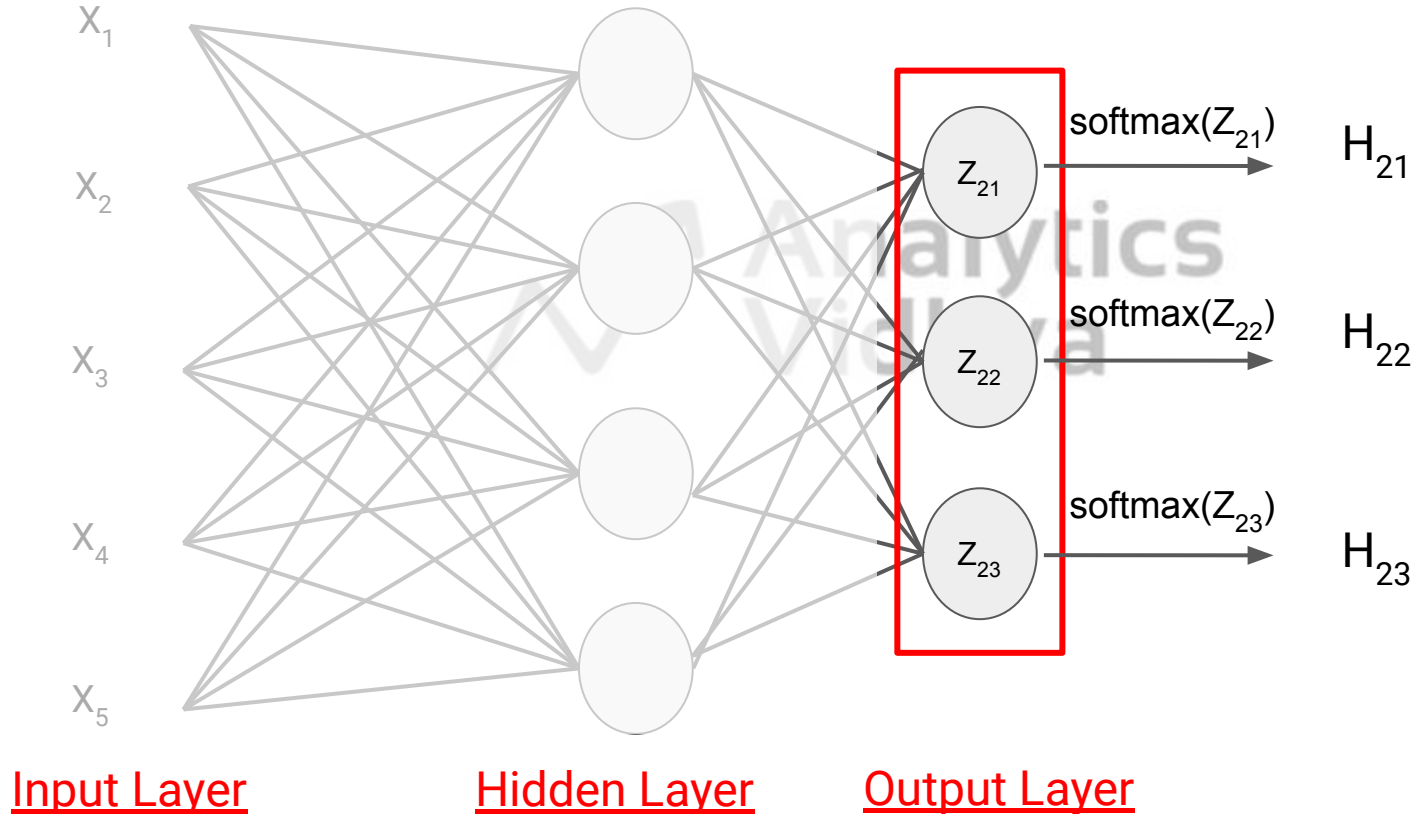 X₁
X₂
X₃
X₄
X₅
Z₂₁
Z₂₂
Z₂₃
softmax(Z₂₁)
softmax(Z₂₂)
softmax(Z₂₃)
H₂₁
H₂₂
H₂₃
Analytics
Vidhya
Input Layer
Hidden Layer
Output Layer